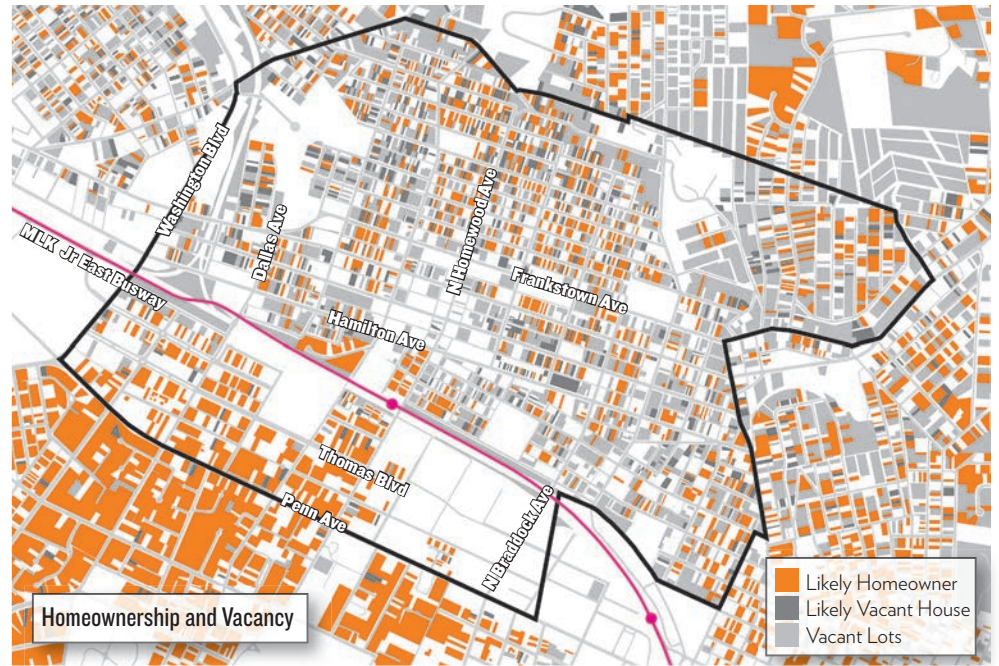 Washington Blvd
MLK Jr East Busway
Dallas Ave
N Homewood Ave
Frankstown Ave
Hamilton Ave
Thomas Blvd
Penn Ave
N Braddock Ave
Homeownership and Vacancy
Likely Homeowner
Likely Vacant House
Vacant Lots